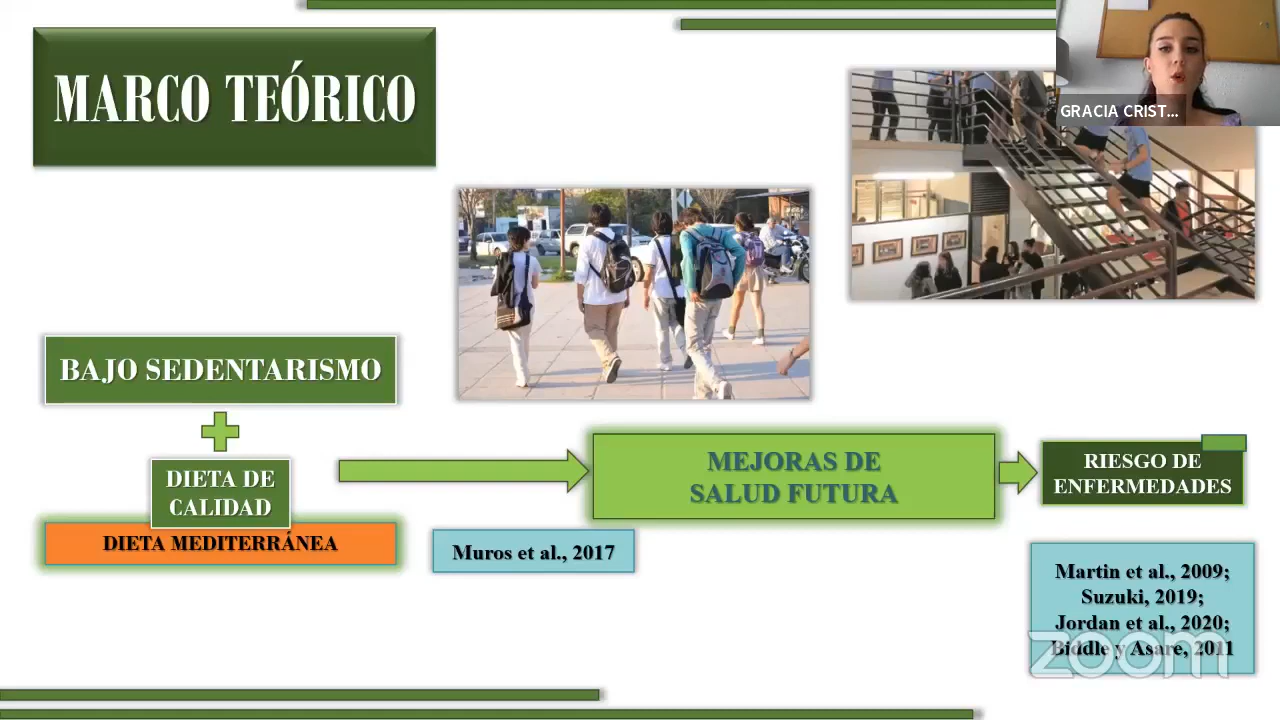 MARCO TEÓRICO
GRACIA CRIST...
BAJO SEDENTARISMO
DIETA DE
CALIDAD
DIETA MEDITERRÁNEA
MEJORAS DE
SALUD FUTURA
Muros et al., 2017
RIESGO DE
ENFERMEDADES
Martin et al., 2009;
Suzuki, 2019;
Jordan et al., 2020;
Biddle y Asare, 2011
zoom